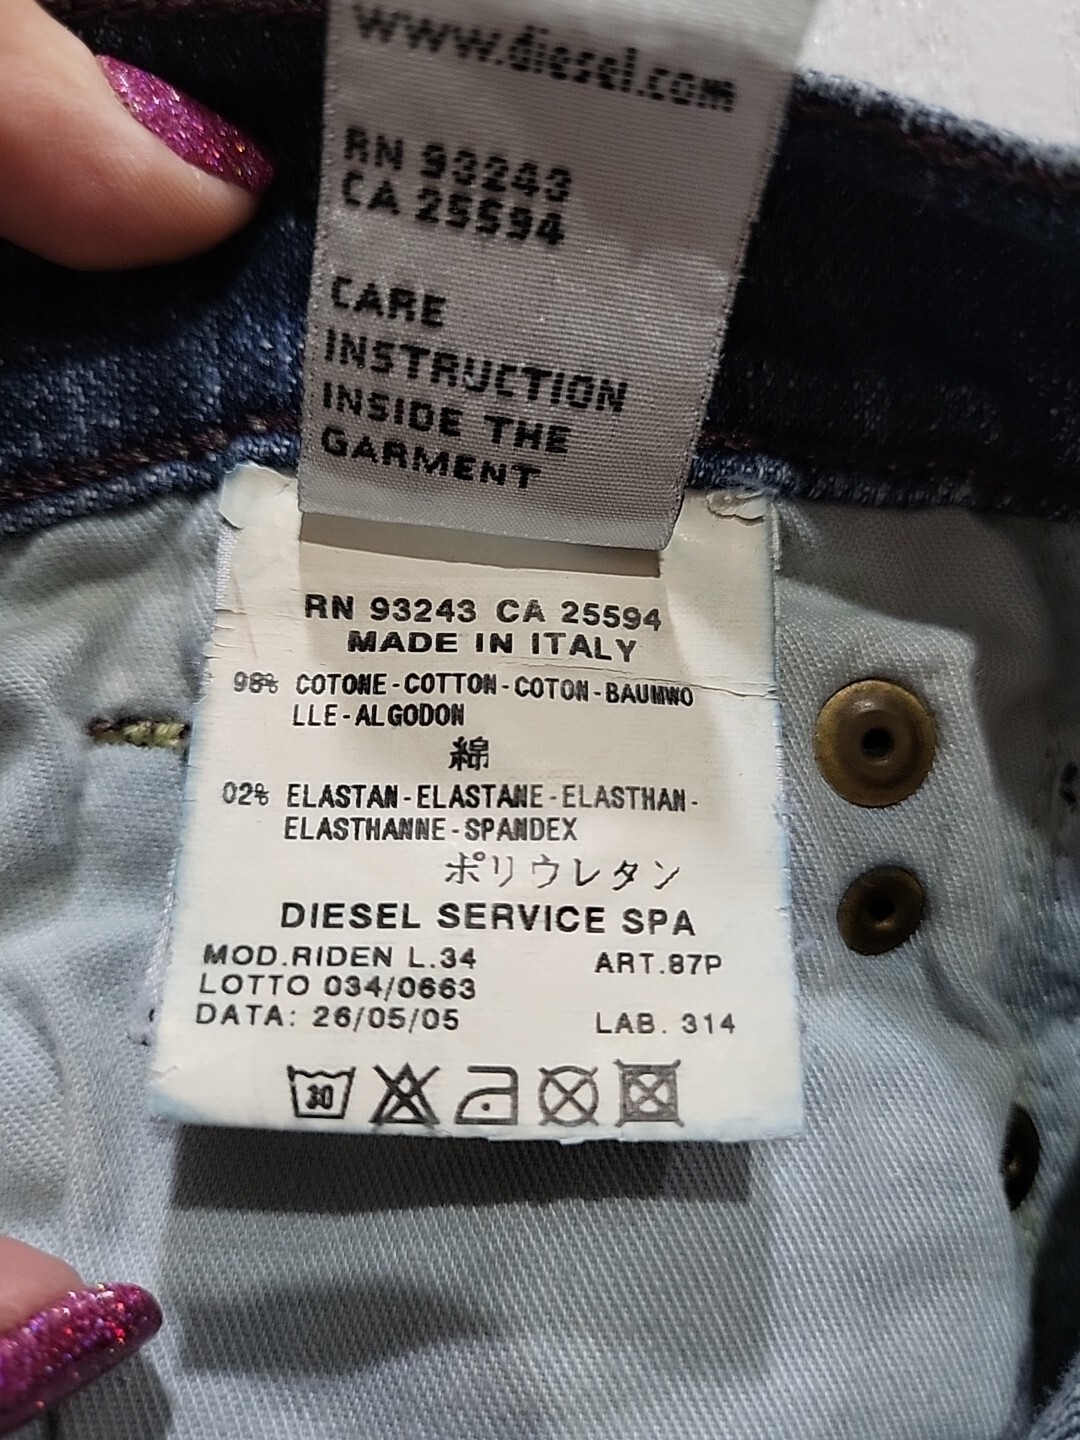 www.diesel.com
RN 93243
CA 25594
CARE
INSTRUCTION
INSIDE THE
GARMENT
RN 93243 CA 25594
MADE IN ITALY
98% COTONE-COTTON-COTON-BAUMWO
LLE-ALGODON
綿
02% ELASTAN-ELASTANE-ELASTHAN-
ELASTHANNE-SPANDEX
ポリウレタン
DIESEL SERVICE SPA
MOD.RIDEN L.34 ART.87P
LOTTO 034/0663
DATA: 26/05/05 LAB. 314
30